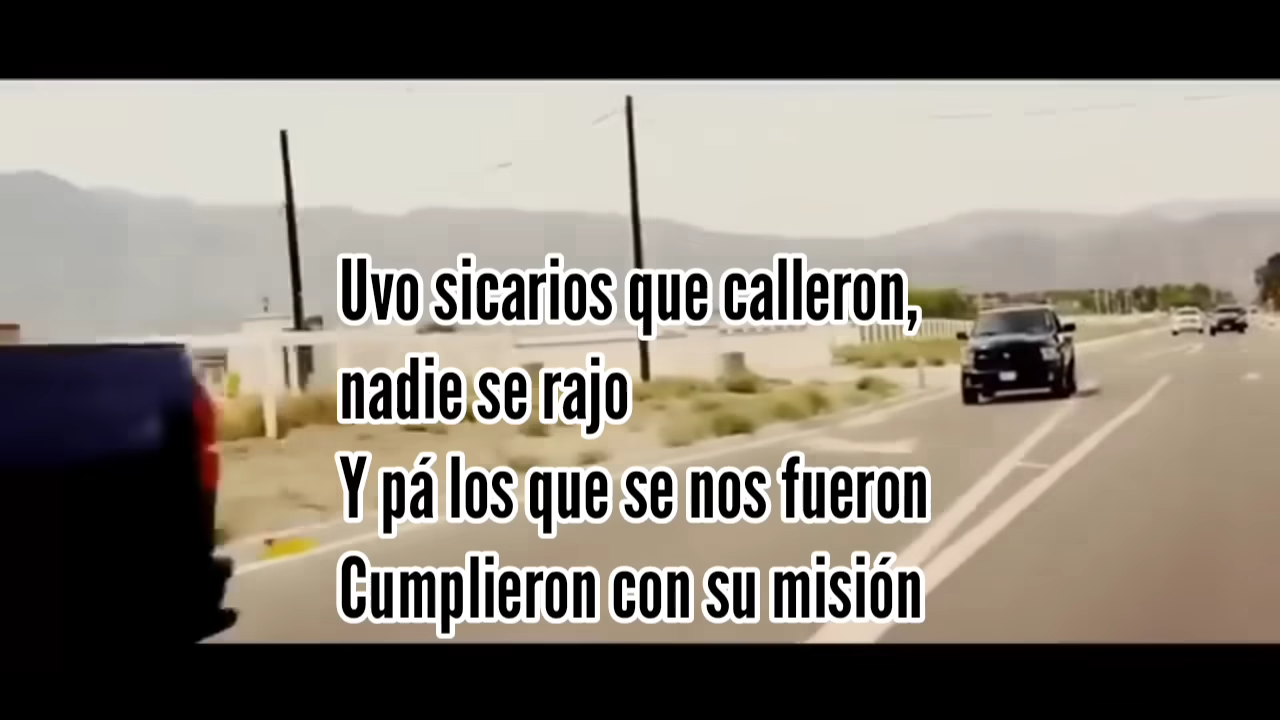 Uvo sicarios que calleron,
nadie se rajo
Y pá los que se nos fueron
Cumplieron con su misión